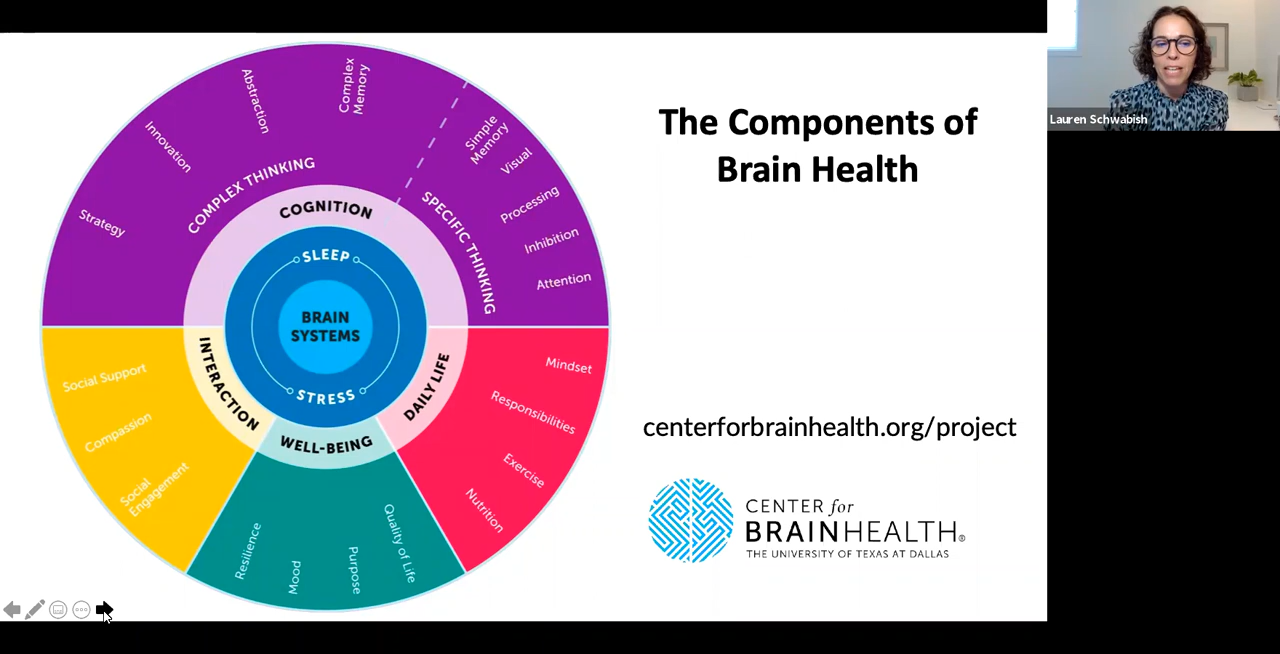 Complex
Memory
Abstraction
Innovation
Strategy
COMPLEX THINKING
Simple
Memory
Visual
Processing
Inhibition
Attention
SPECIFIC THINKING
COGNITION
SLEEP
BRAIN
SYSTEMS
STRESS
INTERACTION
DAILY LIFE
WELL-BEING
Social Support
Compassion
Social
Engagement
Resilience
Mood
Purpose
Quality of Life
Mindset
Responsibilities
Exercise
Nutrition
The Components of
Brain Health
centerforbrainhealth.org/project
CENTER for
BRAINHEALTH®
THE UNIVERSITY OF TEXAS AT DALLAS
Lauren Schwabish